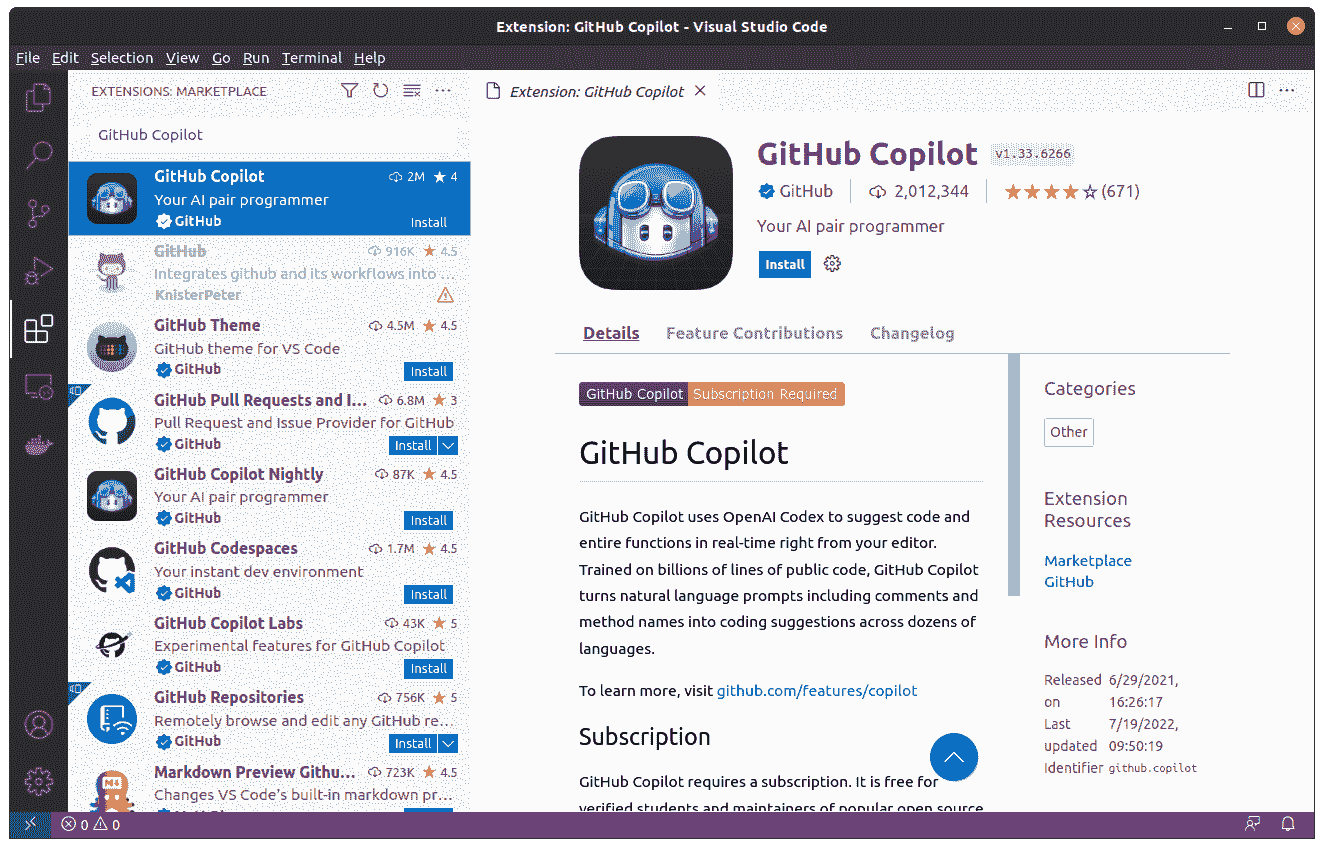 Extension: GitHub Copilot - Visual Studio Code
File Edit Selection View Go Run Terminal Help
EXTENSIONS: MARKETPLACE
GitHub Copilot
GitHub Copilot 2M 4
Your AI pair programmer
GitHub Install
GitHub 916K 4.5
Integrates github and its workflows into ...
KnisterPeter
GitHub Theme 4.5M 4.5
GitHub theme for VS Code
GitHub Install
GitHub Pull Requests and I... 6.8M 3
Pull Request and Issue Provider for GitHub
GitHub Install
GitHub Copilot Nightly 87K 4.5
Your AI pair programmer
GitHub Install
GitHub Codespaces 1.7M 4.5
Your instant dev environment
GitHub Install
GitHub Copilot Labs 43K 5
Experimental features for GitHub Copilot
GitHub Install
GitHub Repositories 756K 5
Remotely browse and edit any GitHub re...
GitHub Install
Markdown Preview Githu... 723K 4.5
Changes VS Code's built-in markdown pr...
Extension: GitHub Copilot
GitHub Copilot v1.33.6266
GitHub 2,012,344 (671)
Your AI pair programmer
Install
Details Feature Contributions Changelog
GitHub Copilot Subscription Required
GitHub Copilot
GitHub Copilot uses OpenAI Codex to suggest code and
entire functions in real-time right from your editor.
Trained on billions of lines of public code, GitHub Copilot
turns natural language prompts including comments and
method names into coding suggestions across dozens of
languages.
To learn more, visit github.com/features/copilot
Subscription
GitHub Copilot requires a subscription. It is free for
verified students and maintainers of popular open source
Categories
Other
Extension
Resources
Marketplace
GitHub
More Info
Released 6/29/2021,
on 16:26:17
Last 7/19/2022,
updated 09:50:19
Identifier github.copilot
0 0